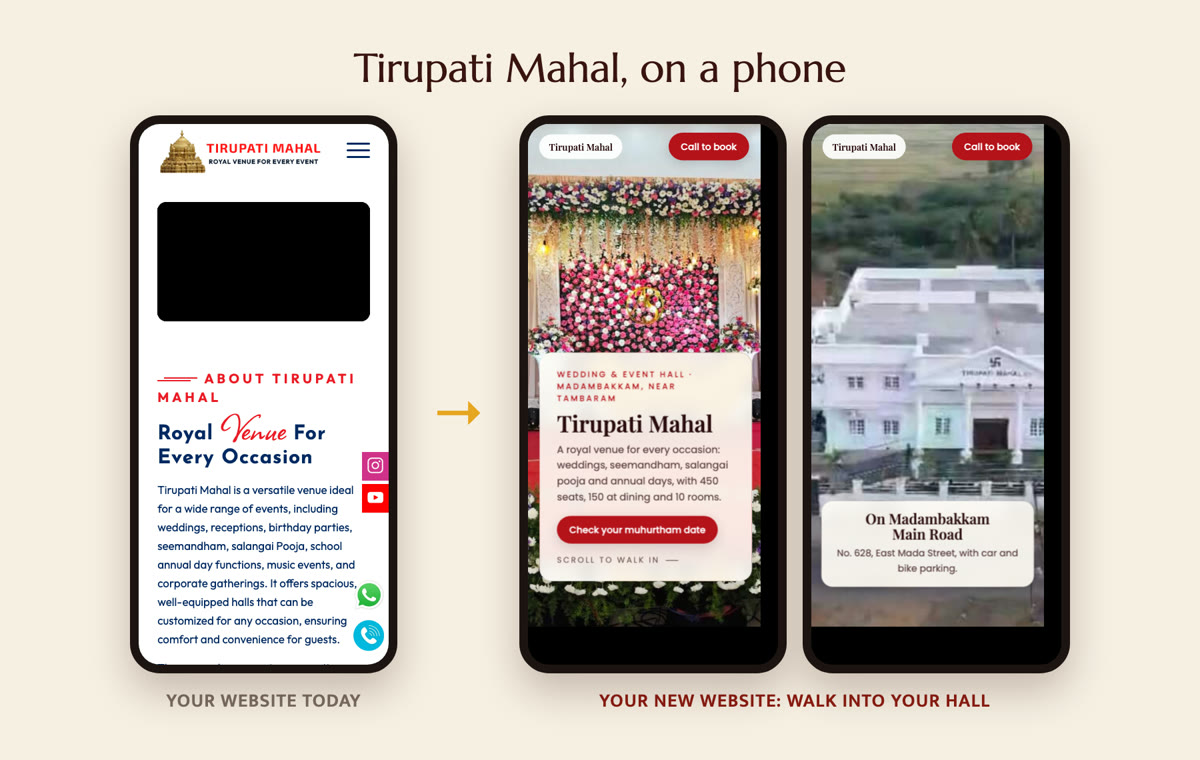 Tirupati Mahal, on a phone
TIRUPATI MAHAL
ROYAL VENUE FOR EVERY EVENT
ABOUT TIRUPATI
MAHAL
Royal Venue For
Every Occasion
Tirupati Mahal is a versatile venue ideal
for a wide range of events, including
weddings, receptions, birthday parties,
seemandham, salangai Pooja, school
annual day functions, music events, and
corporate gatherings. It offers spacious,
well-equipped halls that can be
customized for any occasion, ensuring
comfort and convenience for guests.
YOUR WEBSITE TODAY
Tirupati Mahal
Call to book
WEDDING & EVENT HALL ·
MADAMBAKKAM, NEAR
TAMBARAM
Tirupati Mahal
A royal venue for every occasion:
weddings, seemandham, salangai
pooja and annual days, with 450
seats, 150 at dining and 10 rooms.
Check your muhurtham date
SCROLL TO WALK IN
Tirupati Mahal
Call to book
TIRUPATI MAHAL
On Madambakkam
Main Road
No. 628, East Mada Street, with car and
bike parking.
YOUR NEW WEBSITE: WALK INTO YOUR HALL